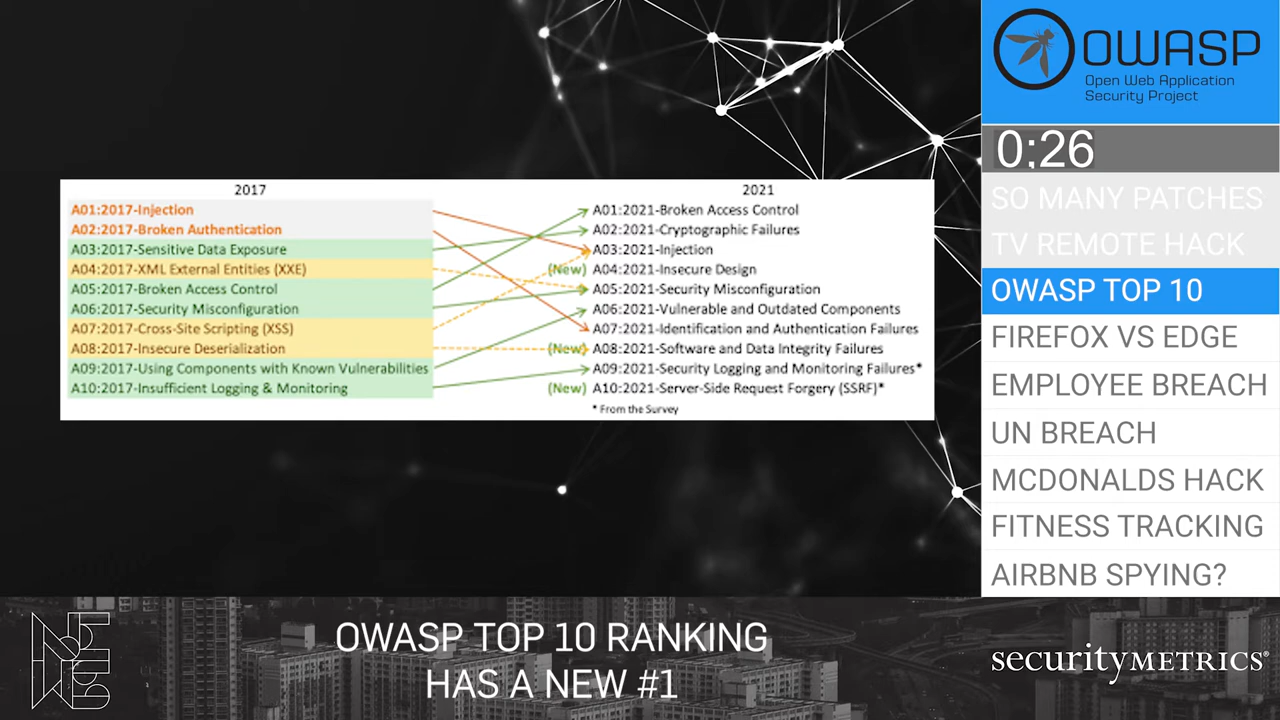 2017
2021
A01:2017-Injection
A02:2017-Broken Authentication
A03:2017-Sensitive Data Exposure
A04:2017-XML External Entities (XXE)
A05:2017-Broken Access Control
A06:2017-Security Misconfiguration
A07:2017-Cross-Site Scripting (XSS)
A08:2017-Insecure Deserialization
A09:2017-Using Components with Known Vulnerabilities
A10:2017-Insufficient Logging & Monitoring
A01:2021-Broken Access Control
A02:2021-Cryptographic Failures
A03:2021-Injection
(New) A04:2021-Insecure Design
A05:2021-Security Misconfiguration
A06:2021-Vulnerable and Outdated Components
A07:2021-Identification and Authentication Failures
(New) A08:2021-Software and Data Integrity Failures
A09:2021-Security Logging and Monitoring Failures*
(New) A10:2021-Server-Side Request Forgery (SSRF)*
* From the Survey
OWASP
Open Web Application
Security Project
0:26
SO MANY PATCHES
TV REMOTE HACK
OWASP TOP 10
FIREFOX VS EDGE
EMPLOYEE BREACH
UN BREACH
MCDONALDS HACK
FITNESS TRACKING
AIRBNB SPYING?
OWASP TOP 10 RANKING
HAS A NEW #1
securityMETRICS®